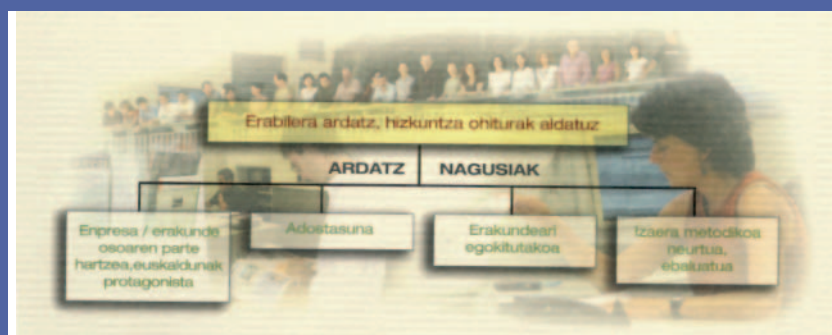 Erabilera ardatz, hizkuntza ohiturak aldatuz
ARDATZ NAGUSIAK
Enpresa / erakunde
osoaren parte
hartzea,euskaldunak
protagonista
Adostasuna
Erakundeari
egokitutakoa
Izaera metodikoa
neurtua,
ebaluatua